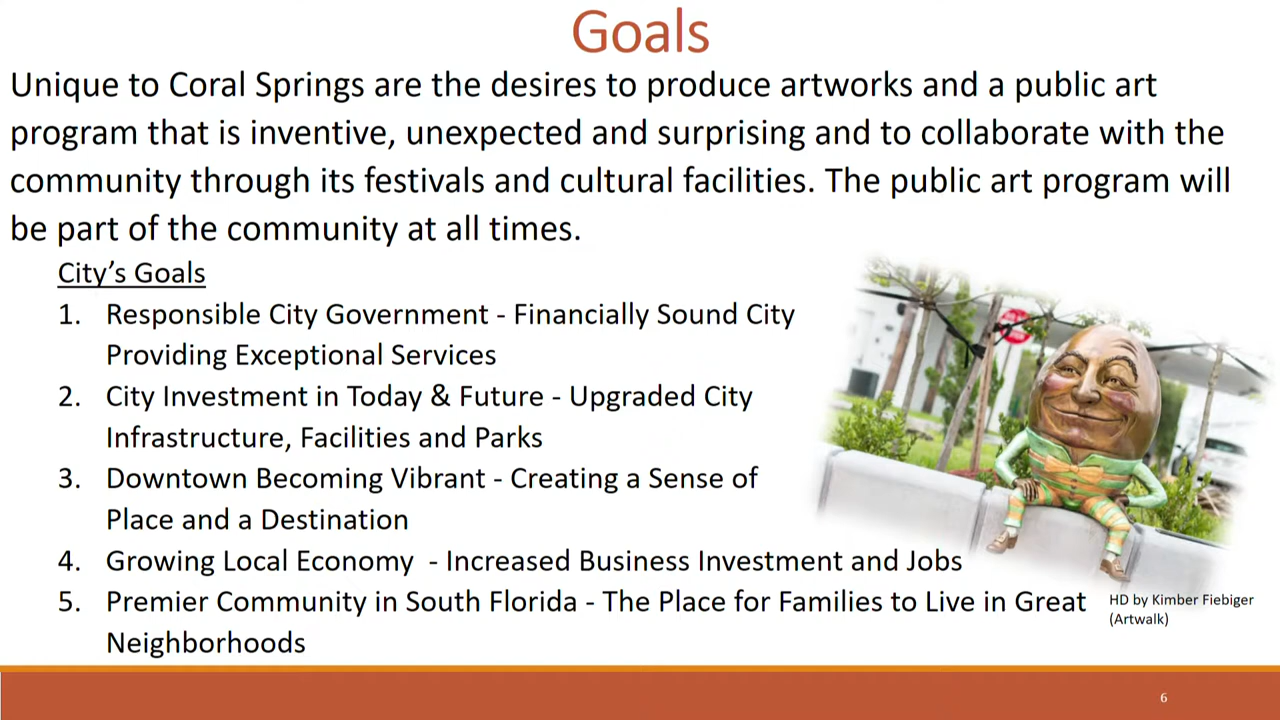 Goals
Unique to Coral Springs are the desires to produce artworks and a public art
program that is inventive, unexpected and surprising and to collaborate with the
community through its festivals and cultural facilities. The public art program will
be part of the community at all times.
City's Goals
1. Responsible City Government - Financially Sound City
Providing Exceptional Services
2. City Investment in Today & Future - Upgraded City
Infrastructure, Facilities and Parks
3. Downtown Becoming Vibrant - Creating a Sense of
Place and a Destination
4. Growing Local Economy - Increased Business Investment and Jobs
5. Premier Community in South Florida - The Place for Families to Live in Great
Neighborhoods
HD by Kimber Fiebiger
(Artwalk)
6